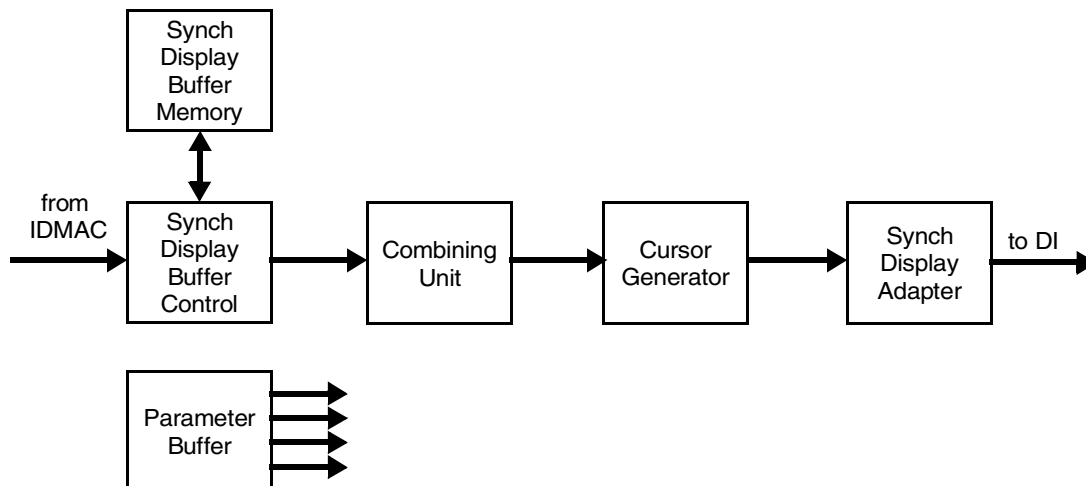 Synch
Display
Buffer
Memory
from
IDMAC
Synch
Display
Buffer
Control
Combining
Unit
Cursor
Generator
Synch
Display
Adapter
to DI
Parameter
Buffer